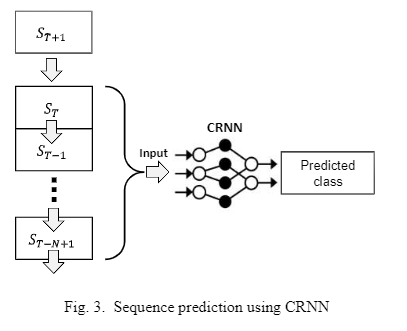 S_{T+1}
S_T
S_{T-1}
S_{T-N+1}
Input
CRNN
Predicted
class
Fig. 3. Sequence prediction using CRNN